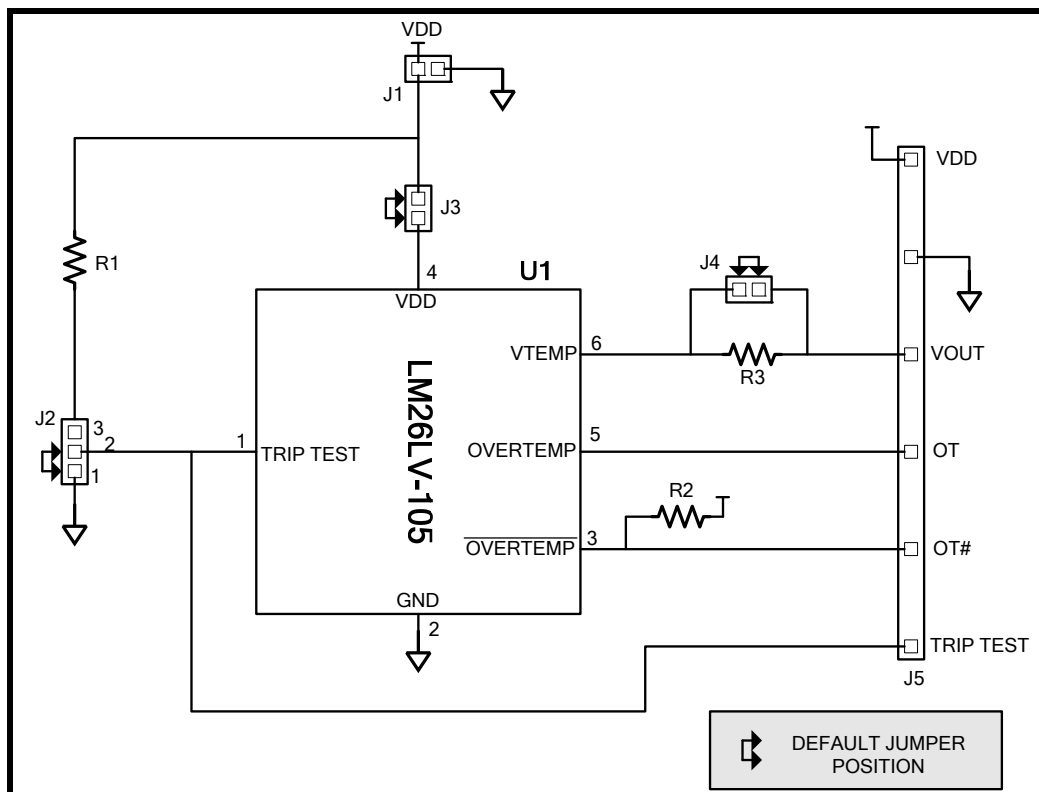 VDD
J1
VDD
J3
R1
4
U1
J4
VDD
VTEMP
6
R3
VOUT
J2
3
2
1
1
TRIP TEST
LM26LV-105
OVERTEMP
5
OT
R2
OVERTEMP
3
OT#
GND
2
TRIP TEST
J5
DEFAULT JUMPER
POSITION